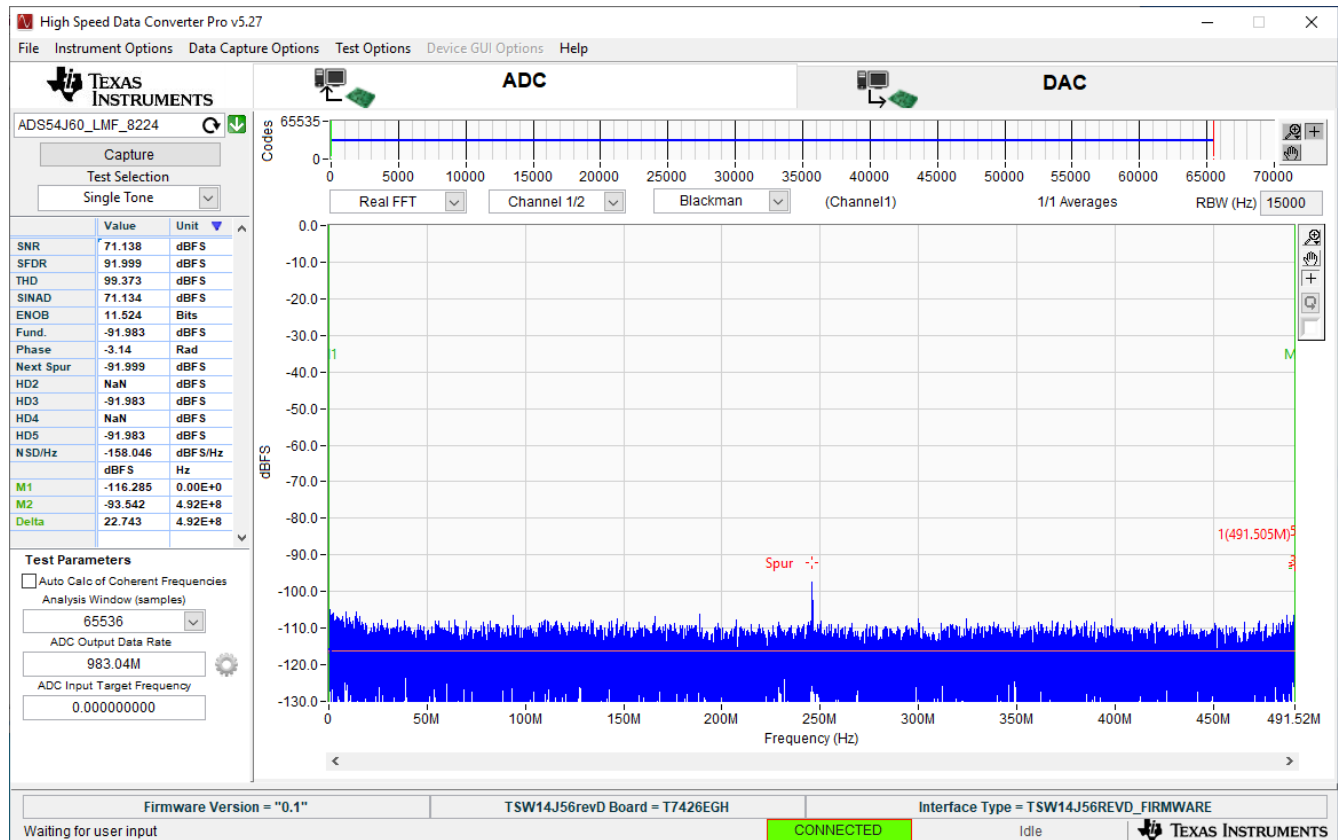 High Speed Data Converter Pro v5.27
File Instrument Options Data Capture Options Test Options Device GUI Options Help
TEXAS
INSTRUMENTS
ADC
DAC
ADS54J60_LMF_8224
Capture
Test Selection
Single Tone
Value Unit
SNR 71.138 dBFS
SFDR 91.999 dBFS
THD 99.373 dBFS
SINAD 71.134 dBFS
ENOB 11.524 Bits
Fund. -91.983 dBFS
Phase -3.14 Rad
Next Spur -91.999 dBFS
HD2 NaN dBFS
HD3 -91.983 dBFS
HD4 NaN dBFS
HD5 -91.983 dBFS
NSD/Hz -158.046 dBFS/Hz
dBFS Hz
M1 -116.285 0.00E+0
M2 -93.542 4.92E+8
Delta 22.743 4.92E+8
Test Parameters
Auto Calc of Coherent Frequencies
Analysis Window (samples)
65536
ADC Output Data Rate
983.04M
ADC Input Target Frequency
0.000000000
Codes
65535
0
0 5000 10000 15000 20000 25000 30000 35000 40000 45000 50000 55000 60000 65000 70000
Real FFT Channel 1/2 Blackman (Channel1) 1/1 Averages RBW (Hz) 15000
0.0
-10.0
-20.0
-30.0
-40.0
-50.0
-60.0
-70.0
-80.0
-90.0
-100.0
-110.0
-120.0
-130.0
dBFS
M
1(491.505M)
Spur
0 50M 100M 150M 200M 250M 300M 350M 400M 450M 491.52M
Frequency (Hz)
Firmware Version = "0.1" TSW14J56revD Board = T7426EGH Interface Type = TSW14J56REVD_FIRMWARE
Waiting for user input CONNECTED Idle TEXAS INSTRUMENTS